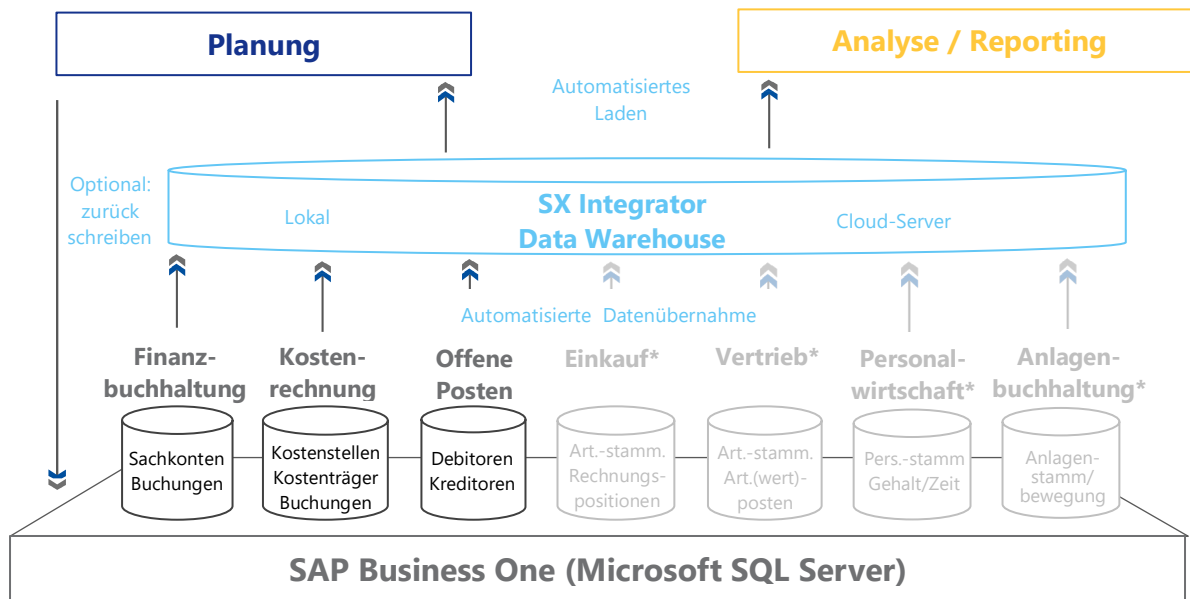 Planung
Analyse / Reporting
Automatisiertes
Laden
Optional:
zurück
schreiben
Lokal
SX Integrator
Data Warehouse
Cloud-Server
Automatisierte Datenübernahme
Finanz-
buchhaltung
Kosten-
rechnung
Offene
Posten
Einkauf*
Vertrieb*
Personal-
wirtschaft*
Anlagen-
buchhaltung*
Sachkonten
Buchungen
Kostenstellen
Kostenträger
Buchungen
Debitoren
Kreditoren
Art.-stamm.
Rechnungs-
positionen
Art.-stamm.
Art.(wert)-
posten
Pers.-stamm
Gehalt/Zeit
Anlagen-
stamm/
bewegung
SAP Business One (Microsoft SQL Server)